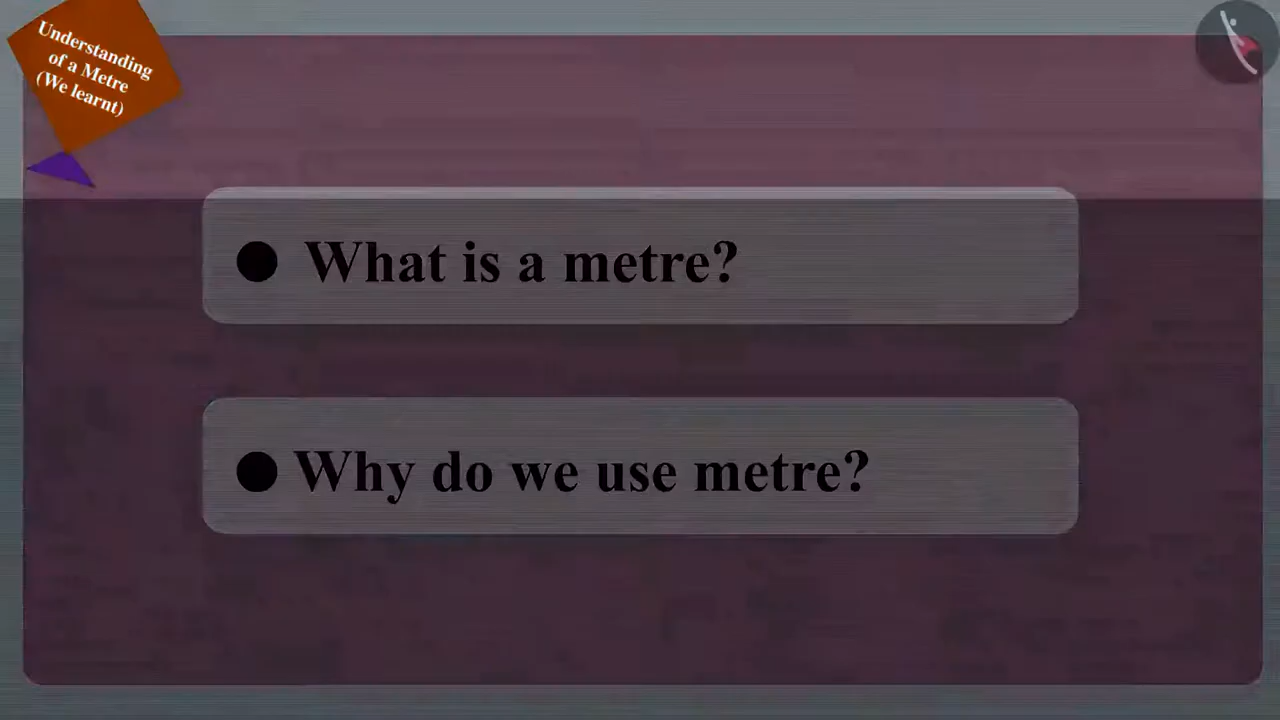 Understanding
of a Metre
(We learnt)
● What is a metre?
● Why do we use metre?